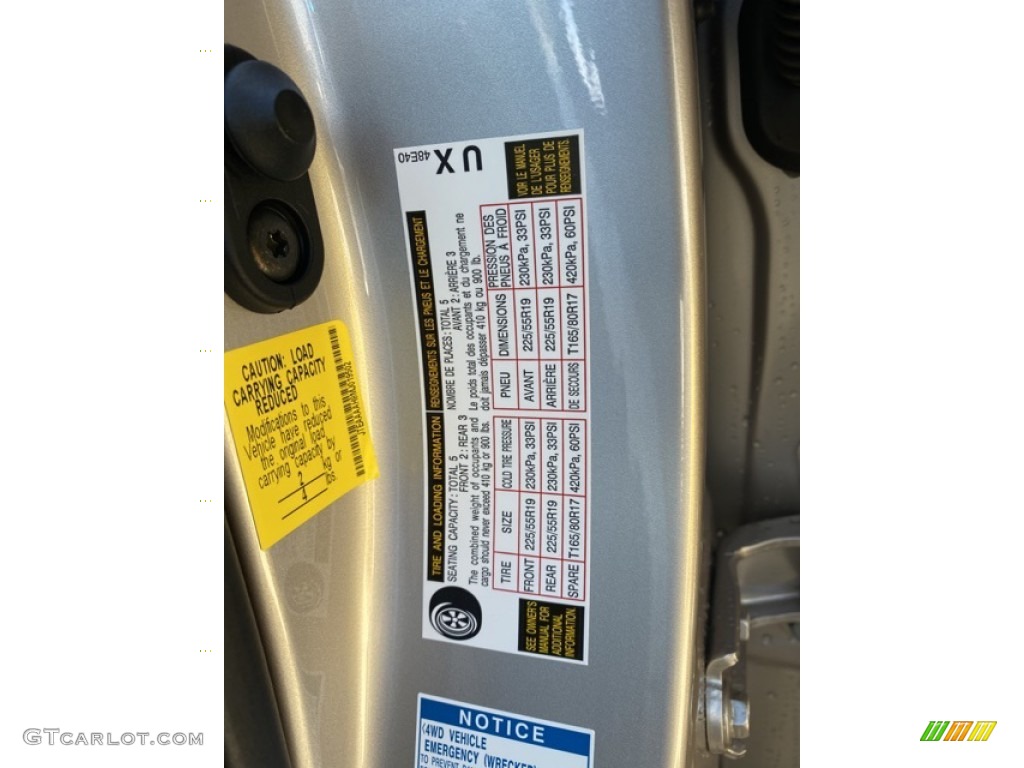 CAUTION: LOAD
CARRYING CAPACITY
REDUCED
Modifications to this
Vehicle have reduced
the original load
carrying capacity by
2 kg or
4 lbs.
TIRE AND LOADING INFORMATION
SEATING CAPACITY: TOTAL 5
FRONT 2: REAR 3
The combined weight of occupants and
cargo should never exceed 410 kg or 900 lbs.
TIRE SIZE COLD TIRE PRESSURE
FRONT 225/55R19 230kPa, 33PSI
REAR 225/55R19 230kPa, 33PSI
SPARE T165/80R17 420kPa, 60PSI
SEE OWNER'S
MANUAL FOR
ADDITIONAL
INFORMATION.
RENSEIGNEMENTS SUR LES PNEUS ET LE CHARGEMENT
NOMBRE DE PLACES: TOTAL 5
AVANT 2: ARRIÈRE 3
Le poids total des occupants et du chargement ne
doit jamais dépasser 410 kg ou 900 lb.
PNEU DIMENSIONS PRESSION DES
PNEUS À FROID
AVANT 225/55R19 230kPa, 33PSI
ARRIÈRE 225/55R19 230kPa, 33PSI
DE SECOURS T165/80R17 420kPa, 60PSI
VOIR LE MANUEL
DE L'USAGER
POUR PLUS DE
RENSEIGNEMENTS.
UX 48E40
NOTICE
(4WD VEHICLE
EMERGENCY (WRECKER)
TO PREVENT
GTCARLOT.COM